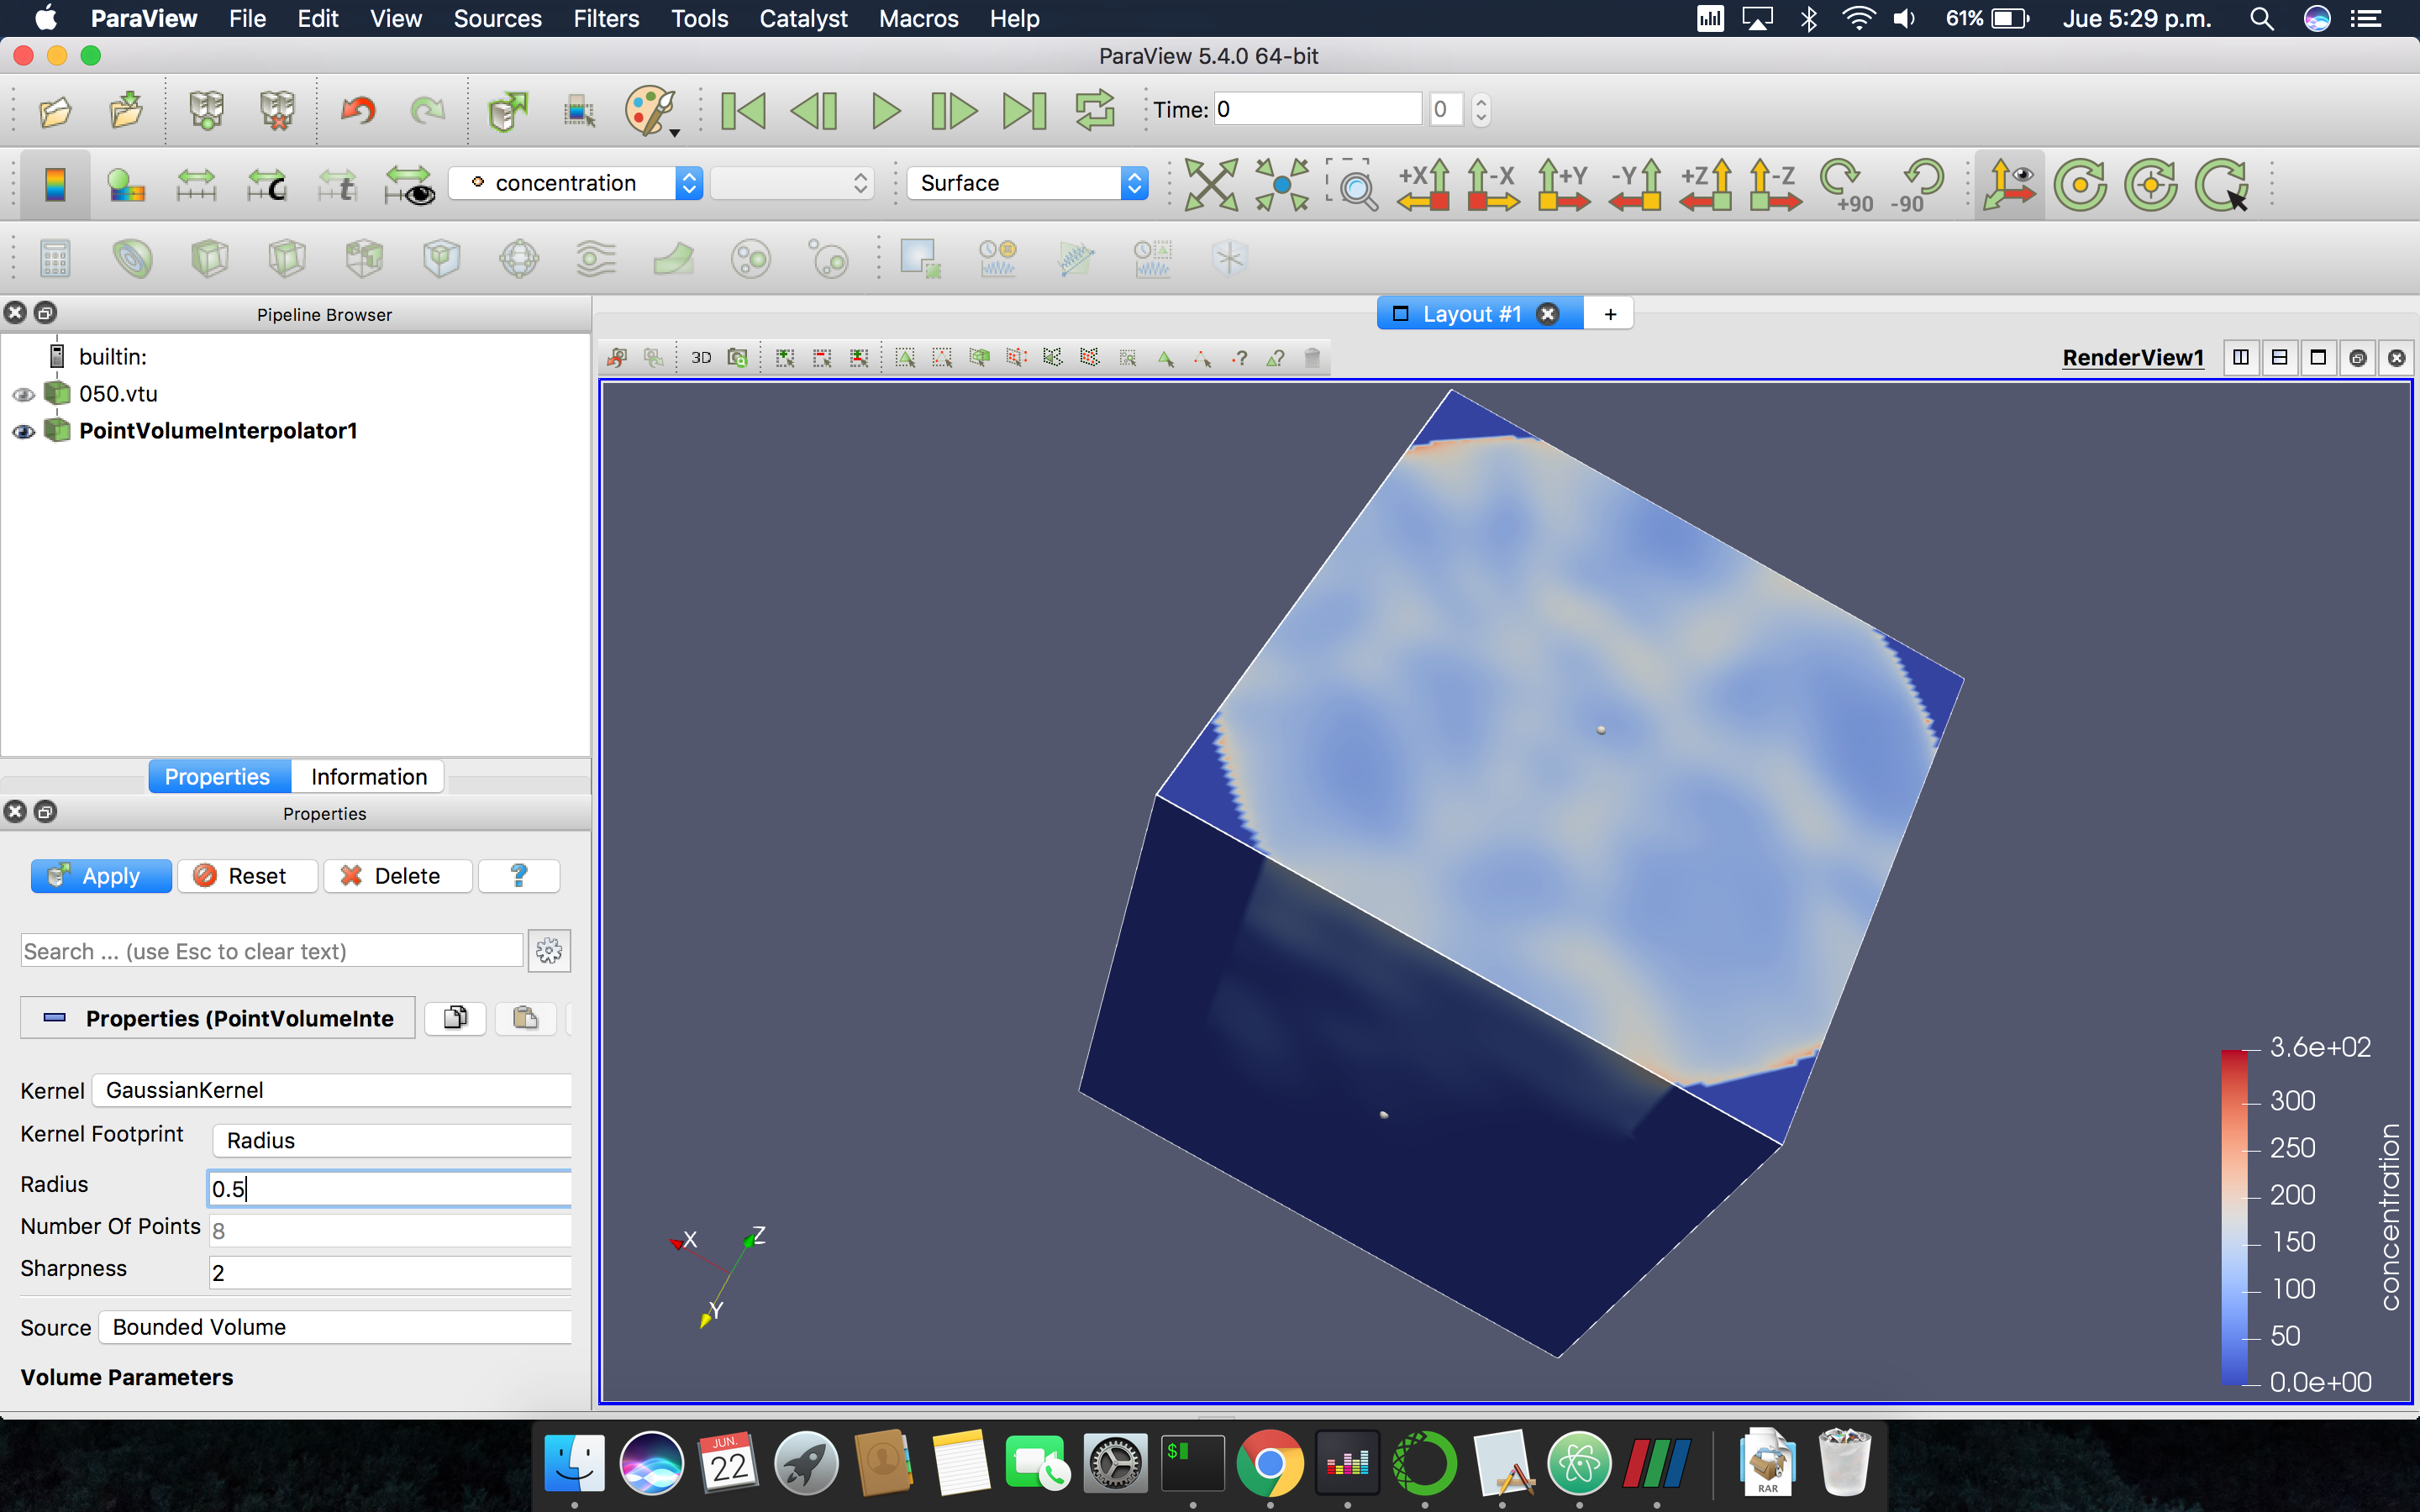 ParaView File Edit View Sources Filters Tools Catalyst Macros Help 61% Jue 5:29 p.m.
ParaView 5.4.0 64-bit
Time: 0 0
C t concentration Surface +X -X +Y -Y +Z -Z +90 -90
Pipeline Browser
Layout #1 +
3D ? ? RenderView1
builtin:
050.vtu
PointVolumeInterpolator1
Properties Information
Properties
Apply Reset Delete ?
Search ... (use Esc to clear text)
Properties (PointVolumeInte
Kernel GaussianKernel
Kernel Footprint Radius
Radius 0.5
Number Of Points 8
Sharpness 2
Source Bounded Volume
Volume Parameters
X Z
Y
3.6e+02
300
250
200
150
100
50
0.0e+00
concentration
JUN.
22
$
RAR